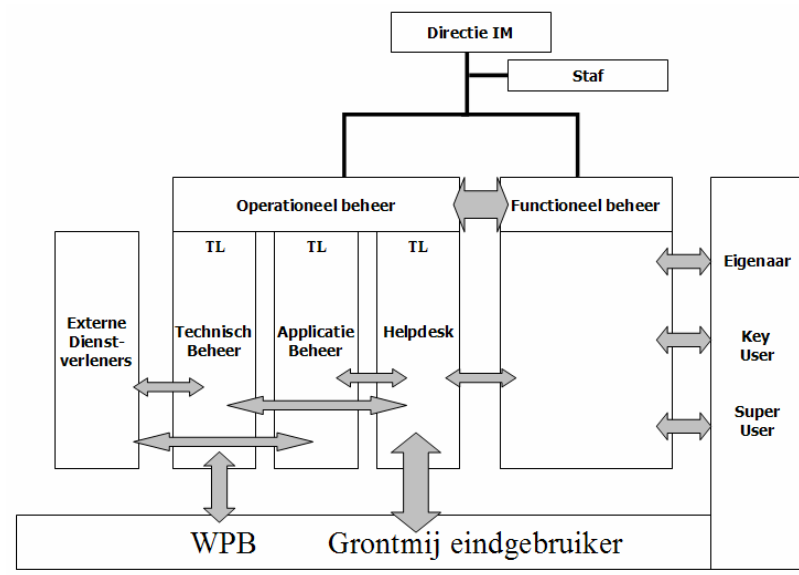 Directie IM
Staf
Operationeel beheer
Functioneel beheer
TL
TL
TL
Externe
Dienst-
verleners
Technisch
Beheer
Applicatie
Beheer
Helpdesk
Eigenaar
Key
User
Super
User
WPB
Grontmij eindgebruiker